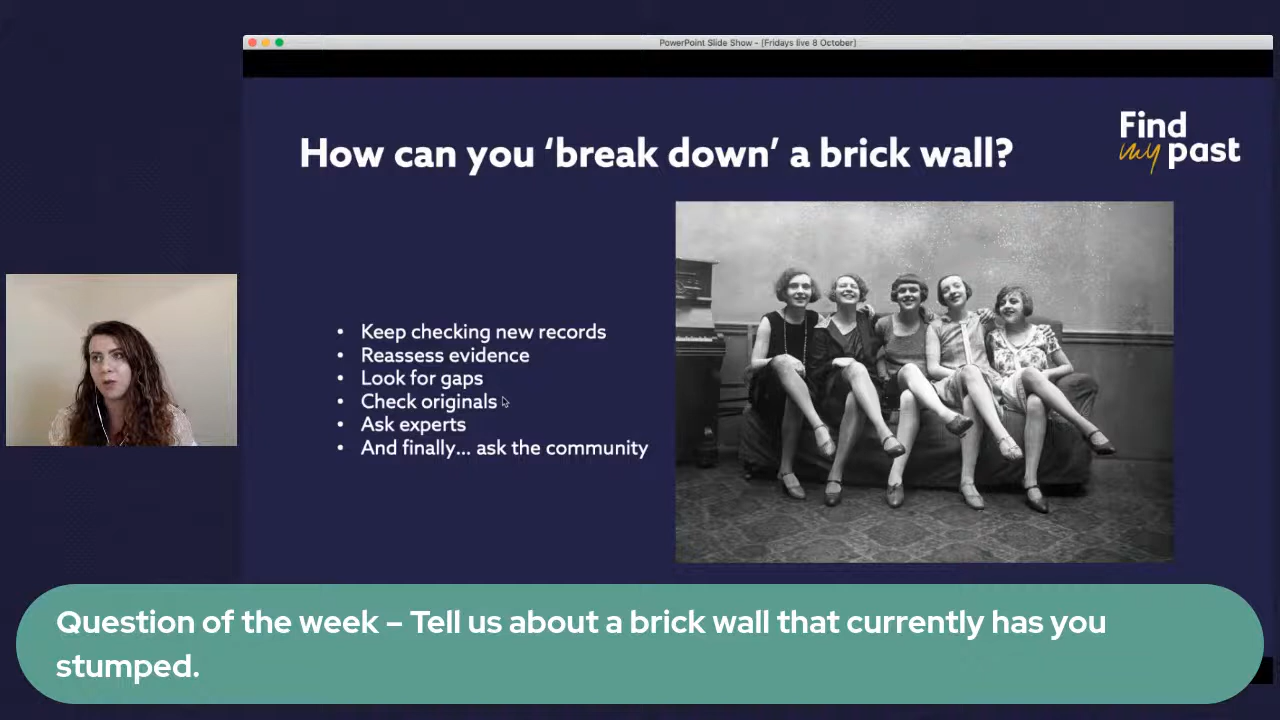 PowerPoint Slide Show - [Fridays live 8 October]
How can you ‘break down’ a brick wall?
Find
my past
• Keep checking new records
• Reassess evidence
• Look for gaps
• Check originals
• Ask experts
• And finally... ask the community
Question of the week – Tell us about a brick wall that currently has you
stumped.